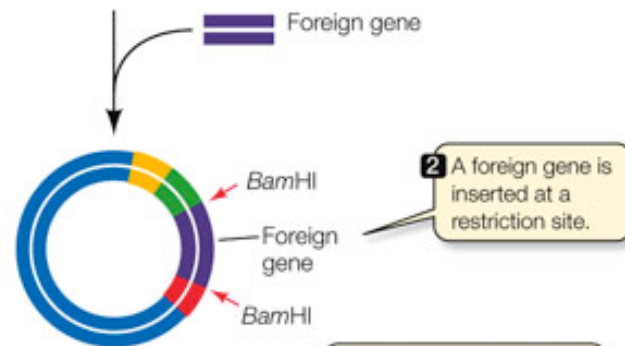 Foreign gene
BamHI
2 A foreign gene is
inserted at a
restriction site.
Foreign
gene
BamHI